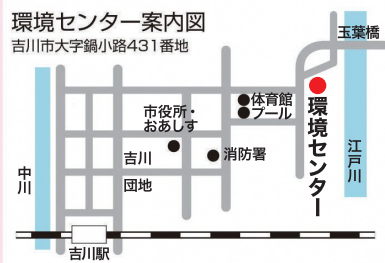 環境センター案内図
吉川市大字鍋小路431番地
玉葉橋
体育館
プール
市役所・
おあしす
消防署
環境センター
江戸川
吉川
団地
中川
吉川駅